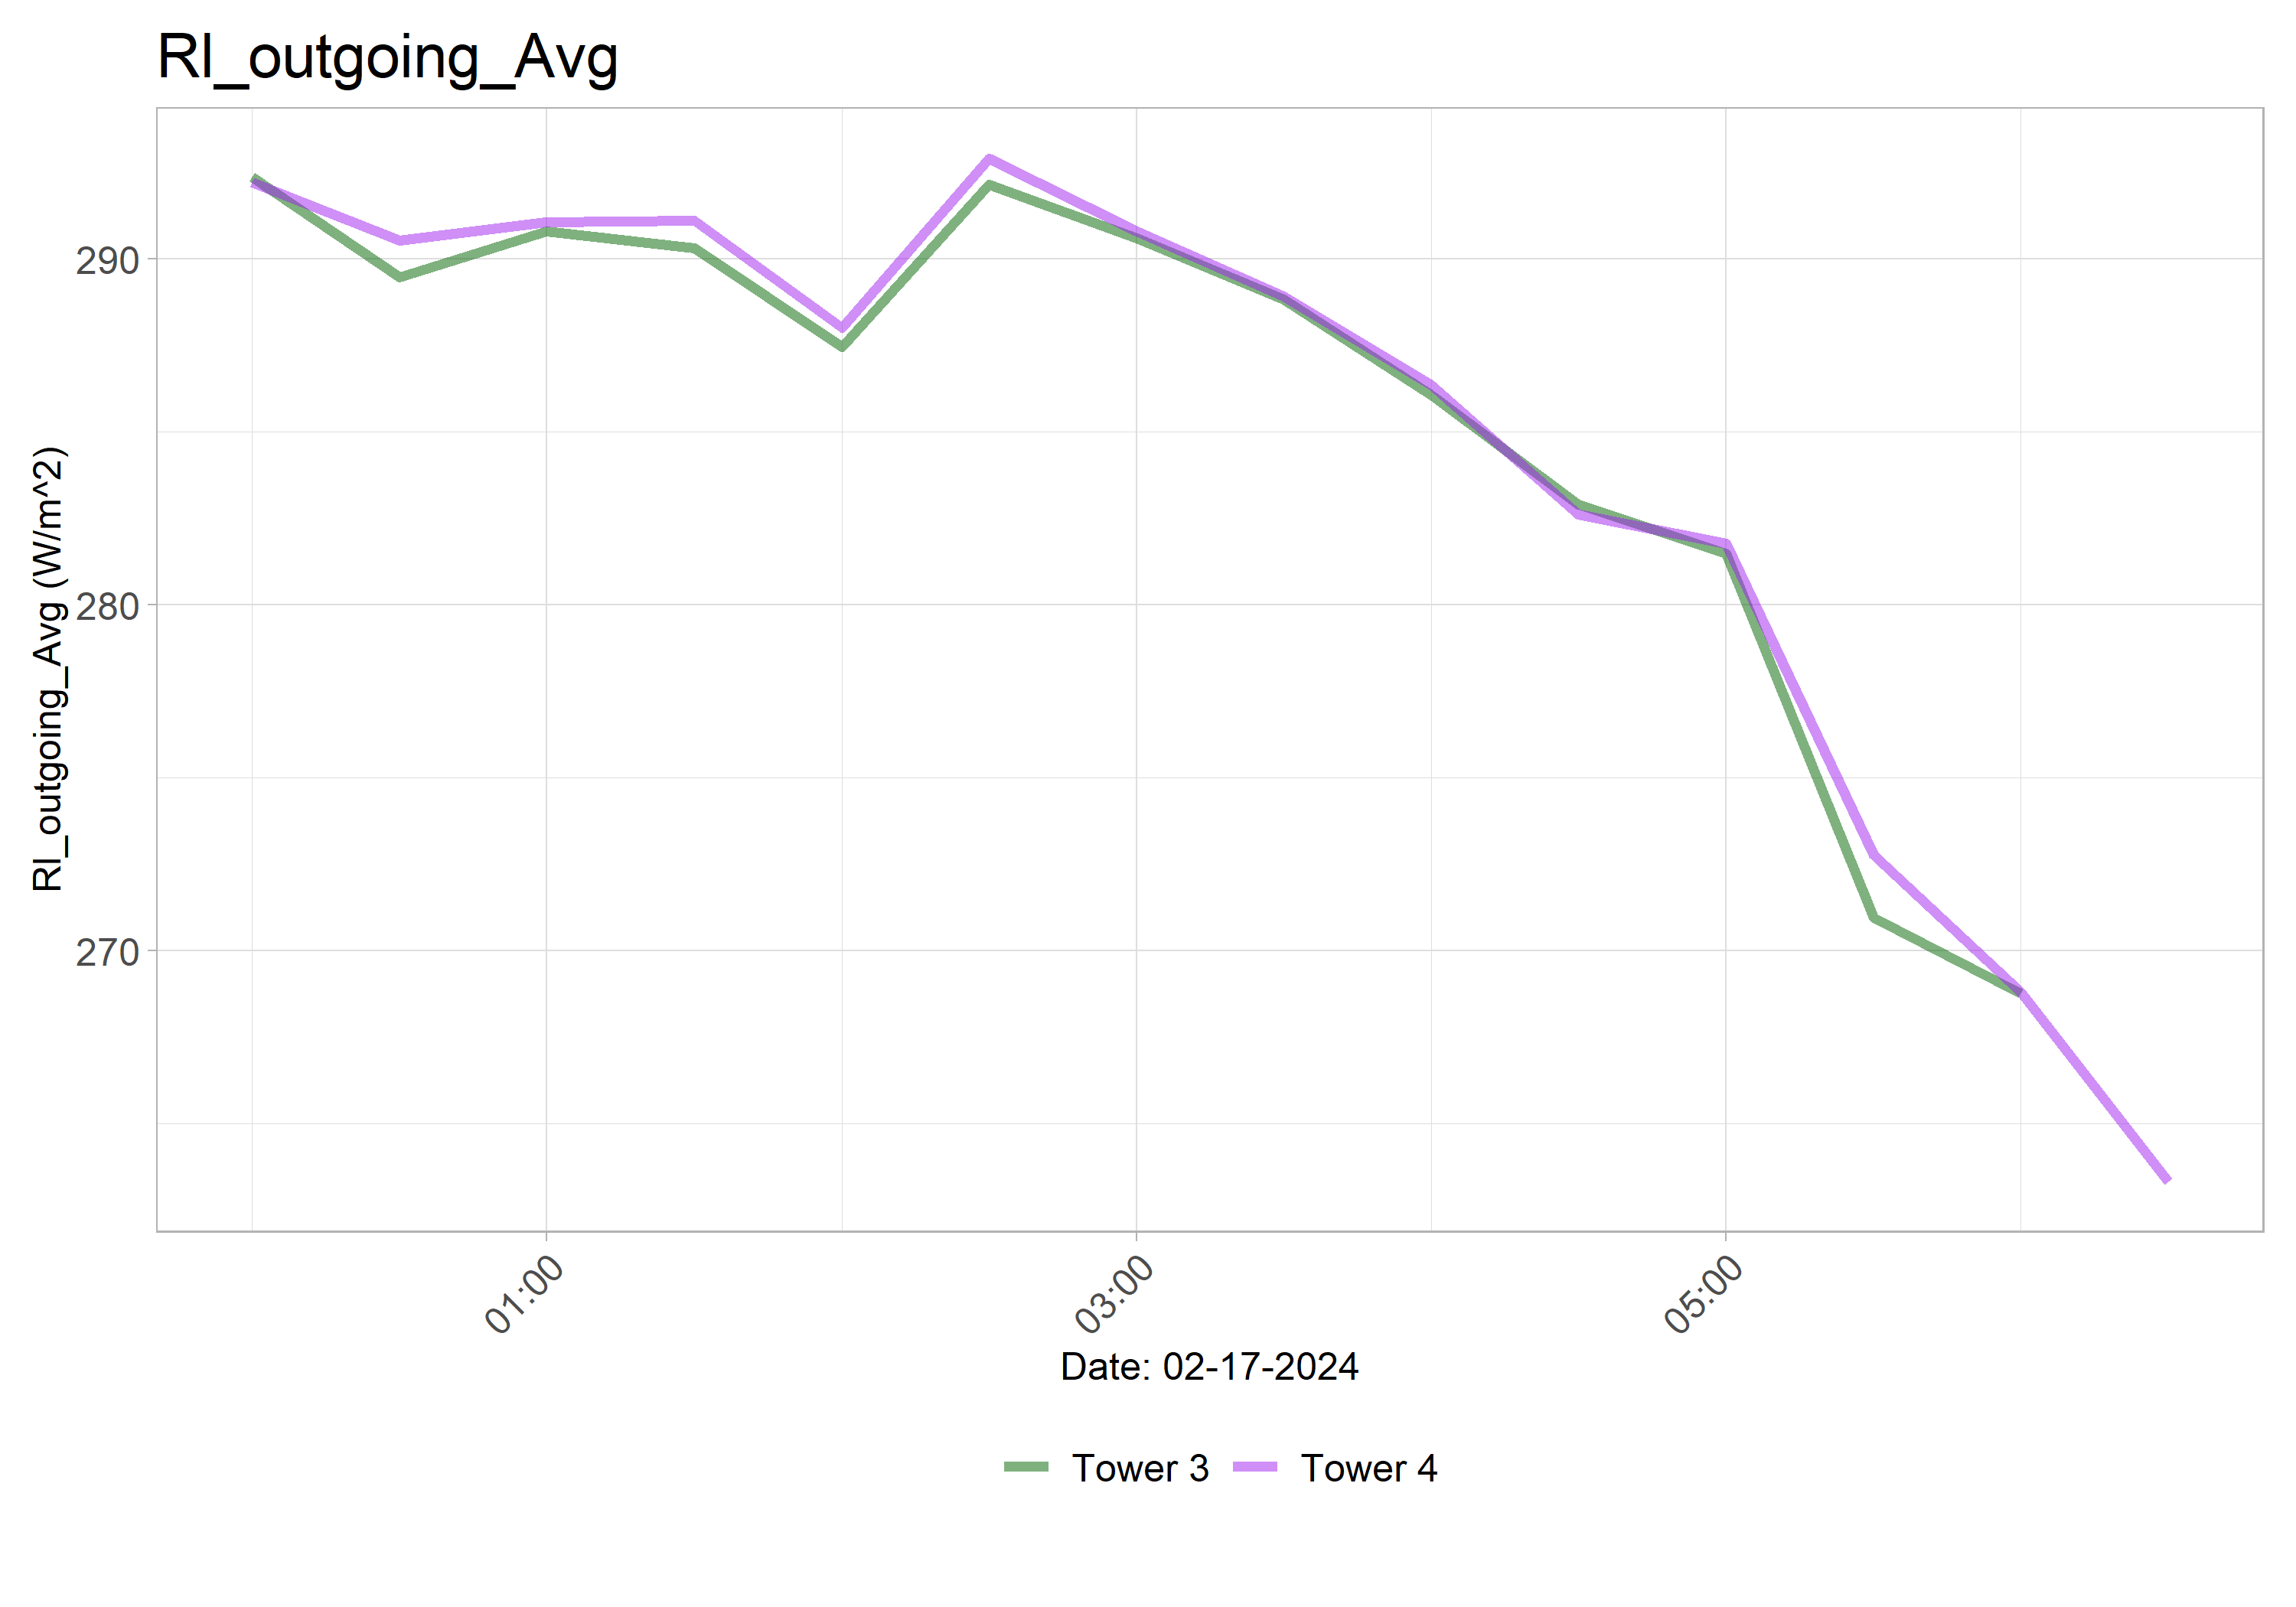 Rl_outgoing_Avg
Rl_outgoing_Avg (W/m^2)
290
280
270
01:00
03:00
05:00
Date: 02-17-2024
Tower 3
Tower 4